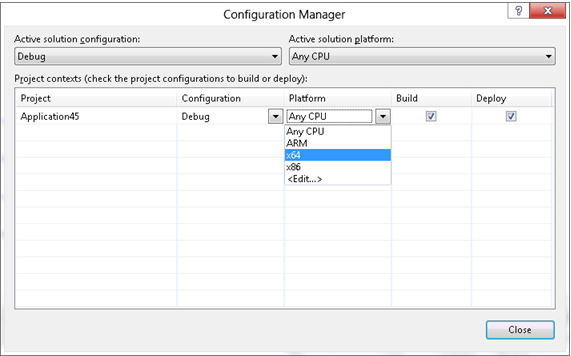 Configuration Manager ?
Active solution configuration: Active solution platform:
Debug Any CPU
Project contexts (check the project configurations to build or deploy):
Project Configuration Platform Build Deploy
Application45 Debug Any CPU
Any CPU
ARM
x64
x86
<Edit...>
Close